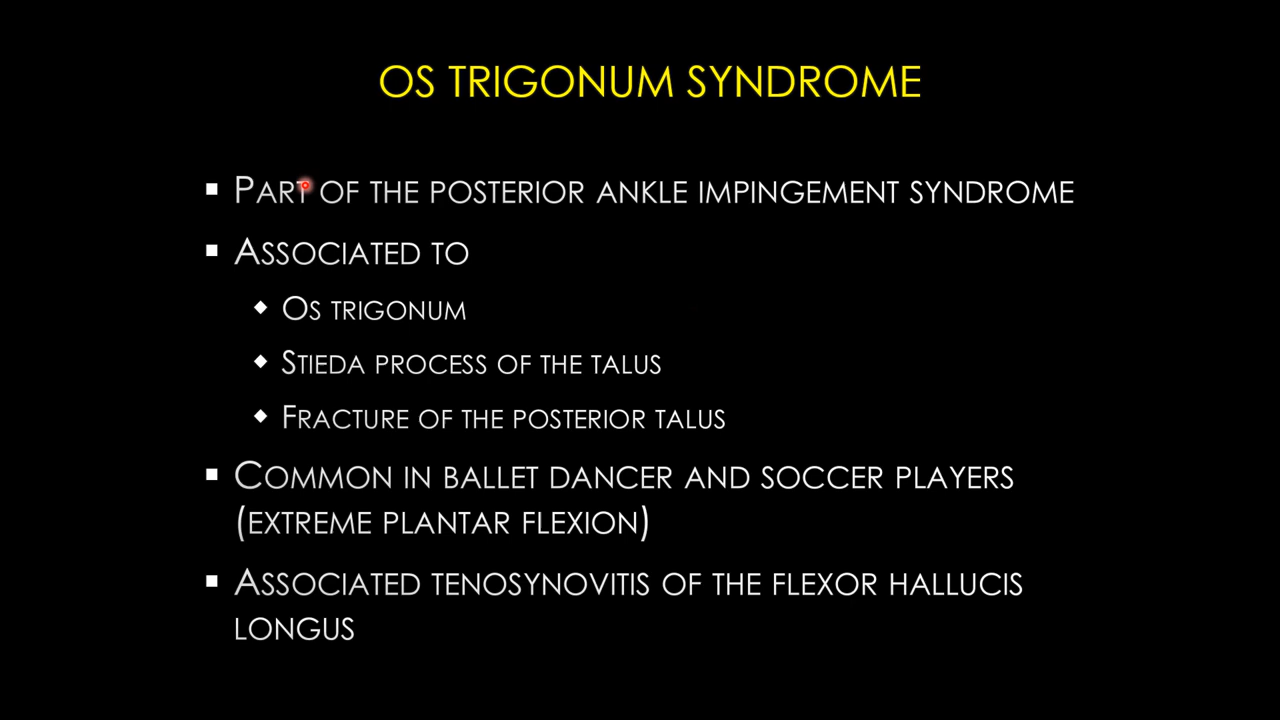 OS TRIGONUM SYNDROME
▪ PART OF THE POSTERIOR ANKLE IMPINGEMENT SYNDROME
▪ ASSOCIATED TO
◆ OS TRIGONUM
◆ STIEDA PROCESS OF THE TALUS
◆ FRACTURE OF THE POSTERIOR TALUS
▪ COMMON IN BALLET DANCER AND SOCCER PLAYERS
(EXTREME PLANTAR FLEXION)
▪ ASSOCIATED TENOSYNOVITIS OF THE FLEXOR HALLUCIS
LONGUS